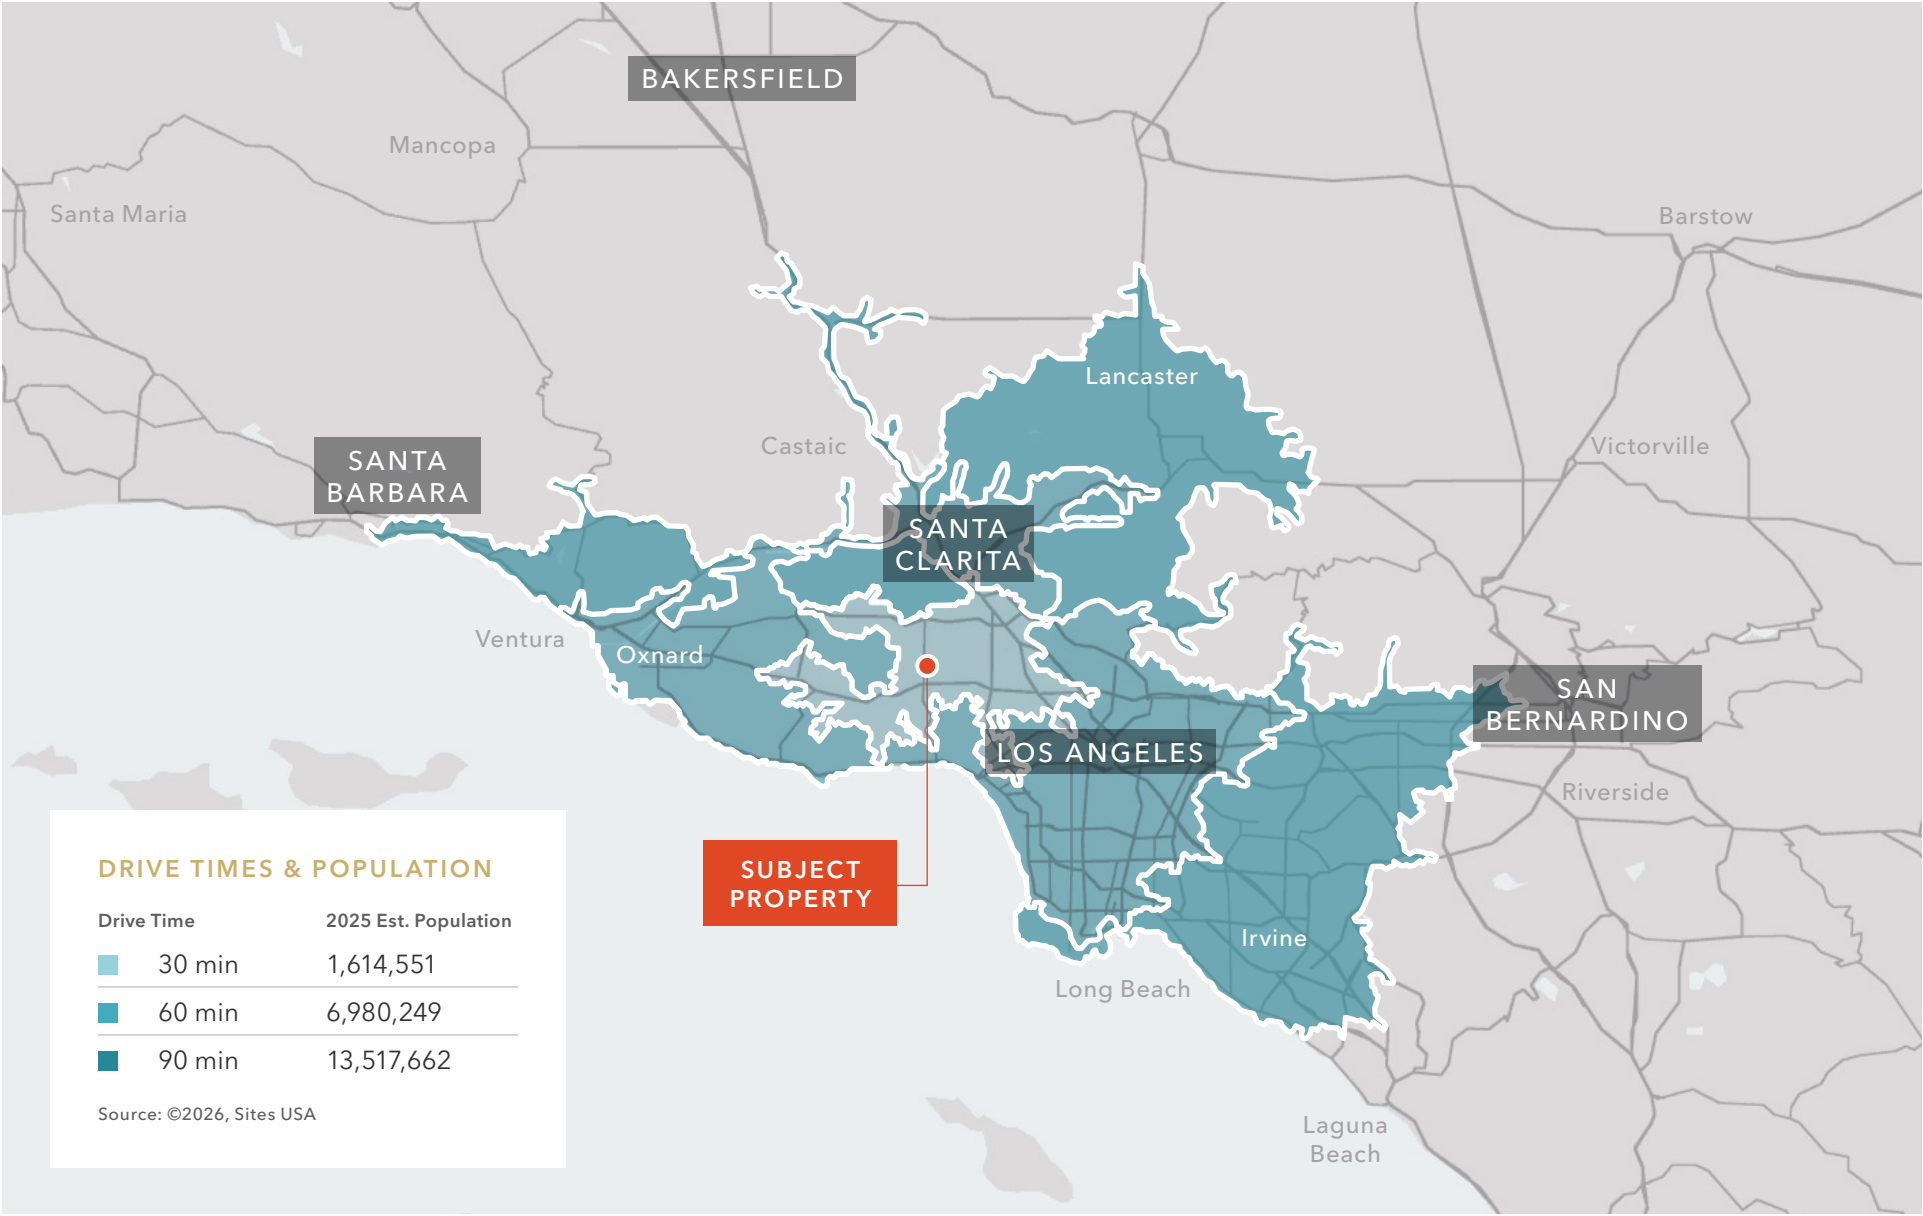 BAKERSFIELD
Mancopa
Santa Maria
Barstow
Lancaster
Castaic
Victorville
SANTA
BARBARA
SANTA
CLARITA
Ventura
Oxnard
SAN
BERNARDINO
LOS ANGELES
Riverside
SUBJECT
PROPERTY
Irvine
Long Beach
Laguna
Beach
DRIVE TIMES & POPULATION
Drive Time 2025 Est. Population
30 min 1,614,551
60 min 6,980,249
90 min 13,517,662
Source: ©2026, Sites USA